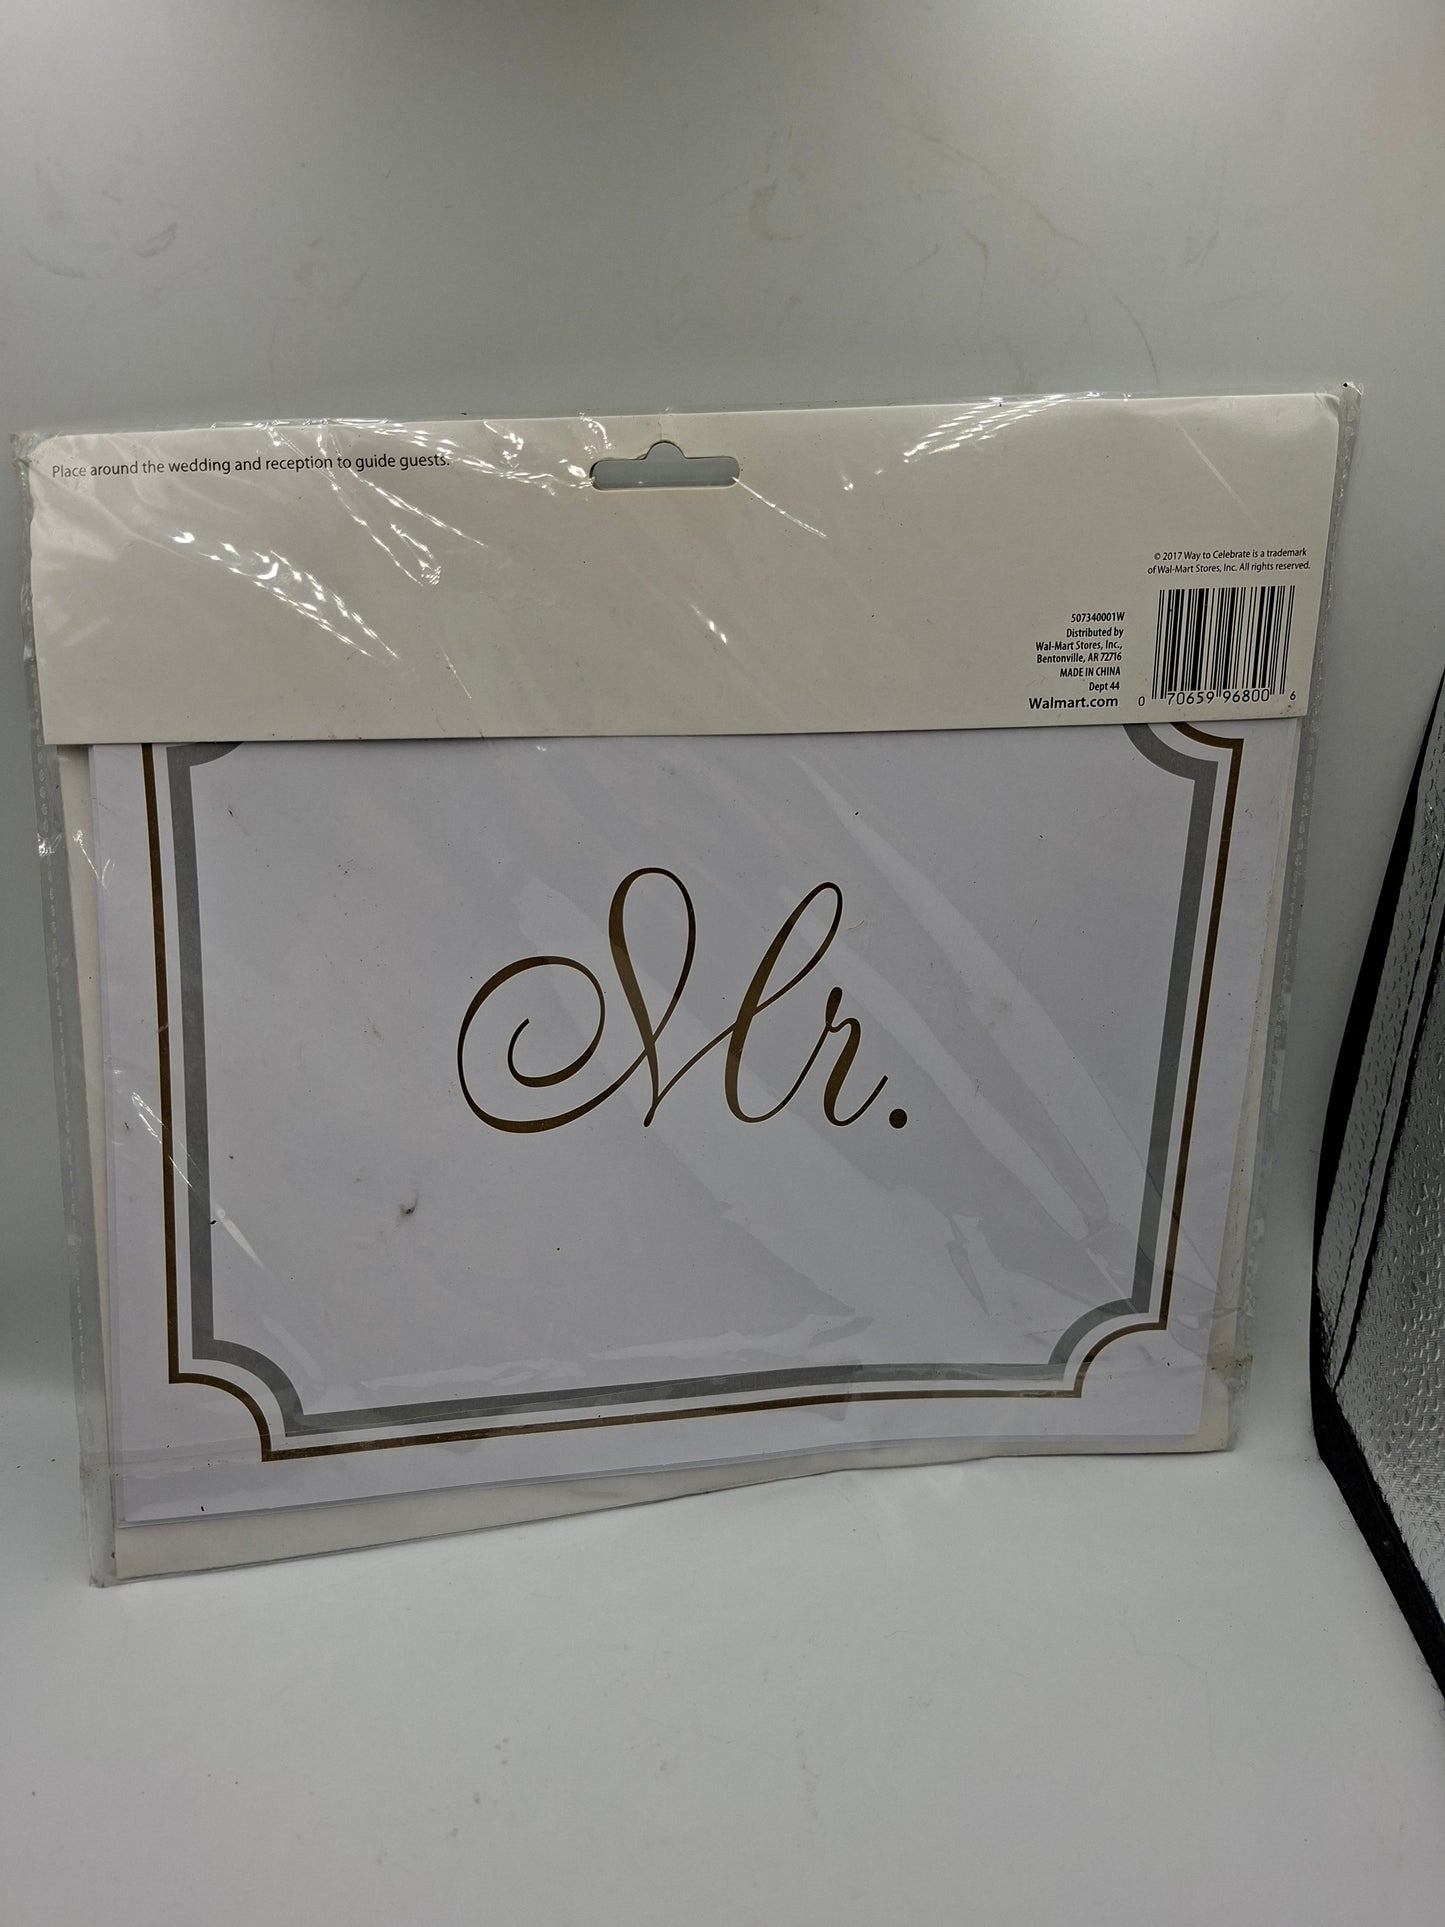 Place around the wedding and reception to guide guests.
© 2017 Way to Celebrate is a trademark
of Wal-Mart Stores, Inc. All rights reserved.
507340001W
Distributed by
Wal-Mart Stores, Inc.,
Bentonville, AR 72716
MADE IN CHINA
Dept 44
Walmart.com
0 70659 96800 6
Mr.